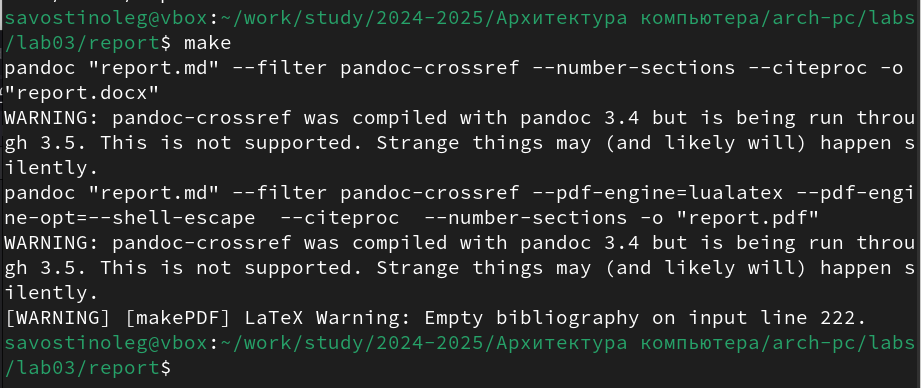 savostinoleg@vbox:~/work/study/2024-2025/Архитектура компьютера/arch-pc/labs
/lab03/report$ make
pandoc "report.md" --filter pandoc-crossref --number-sections --citeproc -o
"report.docx"
WARNING: pandoc-crossref was compiled with pandoc 3.4 but is being run throu
gh 3.5. This is not supported. Strange things may (and likely will) happen s
ilently.
pandoc "report.md" --filter pandoc-crossref --pdf-engine=lualatex --pdf-engi
ne-opt=--shell-escape  --citeproc  --number-sections -o "report.pdf"
WARNING: pandoc-crossref was compiled with pandoc 3.4 but is being run throu
gh 3.5. This is not supported. Strange things may (and likely will) happen s
ilently.
[WARNING] [makePDF] LaTeX Warning: Empty bibliography on input line 222.
savostinoleg@vbox:~/work/study/2024-2025/Архитектура компьютера/arch-pc/labs
/lab03/report$